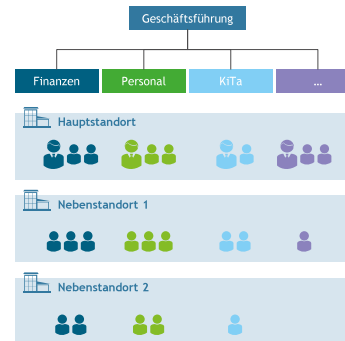 Geschäftsführung
Finanzen
Personal
KiTa
...
Hauptstandort
Nebenstandort 1
Nebenstandort 2